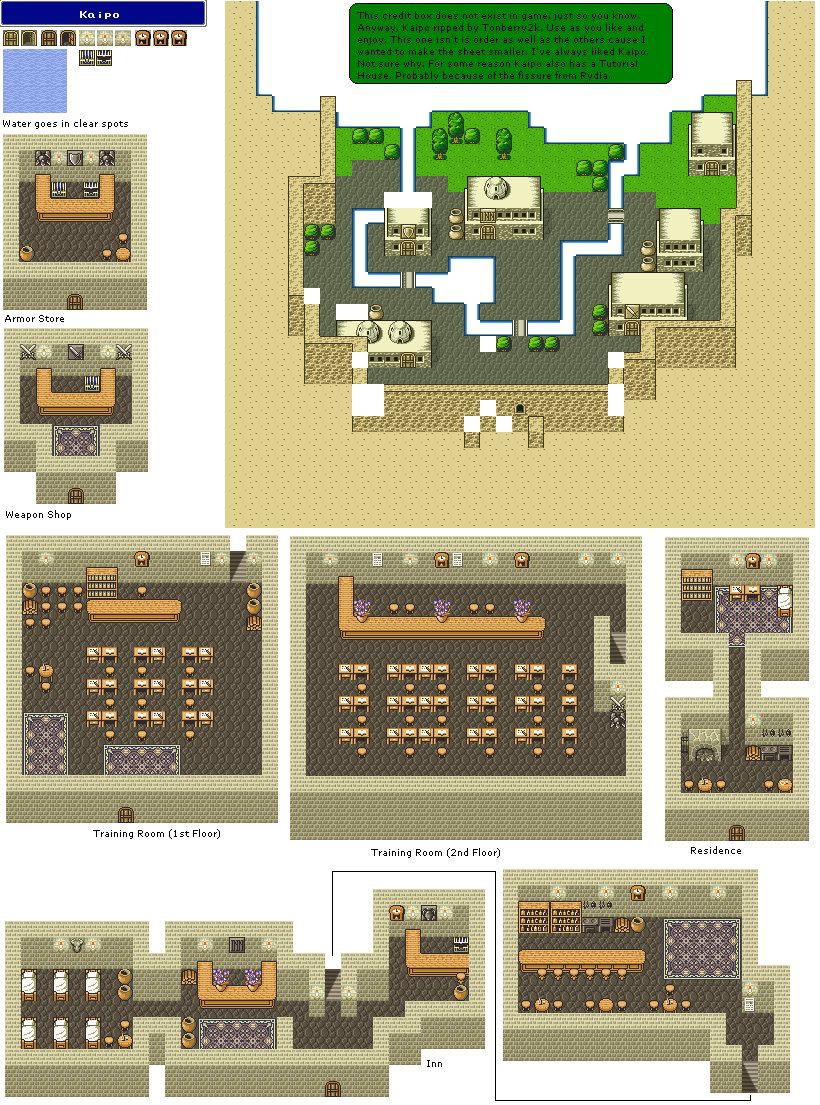 Kaipo
This credit box does not exist in game, just so you know.
Anyway, Kaipo ripped by Tonberry2k. Use as you like and
enjoy. This one isn't is order as well as the others cause I
wanted to make the sheet smaller. I've always liked Kaipo.
Not sure why. For some reason Kaipo also has a Tutorial
House. Probably because of the fissure from Rydia.
Water goes in clear spots
Armor Store
Weapon Shop
Training Room (1st Floor)
Training Room (2nd Floor)
Residence
Inn